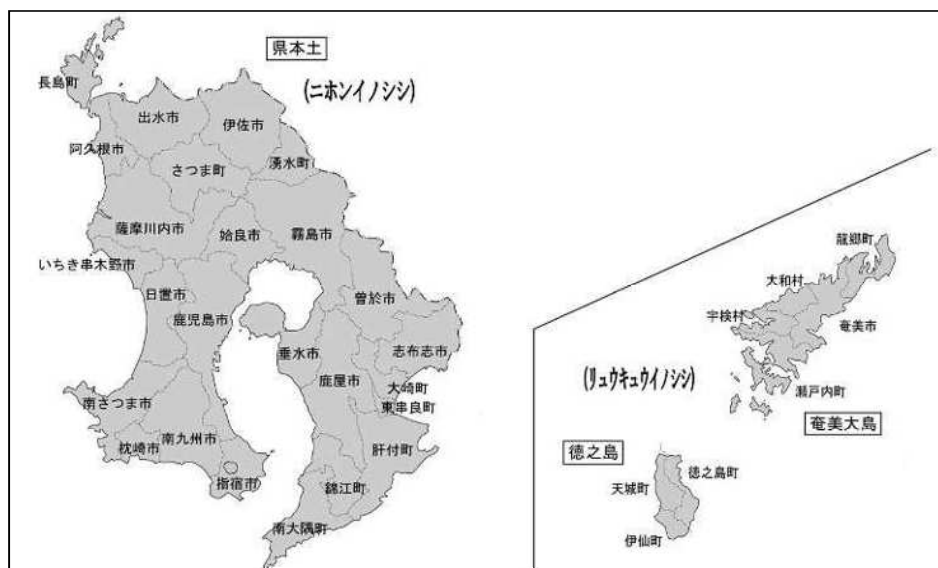 県本土
(ニホンイノシシ)
長島町
出水市
伊佐市
阿久根市
湧水町
さつま町
薩摩川内市
姶良市
霧島市
いちき串木野市
日置市
曽於市
鹿児島市
垂水市
志布志市
鹿屋市
大崎町
東串良町
南さつま市
南九州市
枕崎市
肝付町
指宿市
錦江町
南大隅町
龍郷町
大和村
宇検村
奄美市
(リュウキュウイノシシ)
瀬戸内町
奄美大島
徳之島
徳之島町
天城町
伊仙町